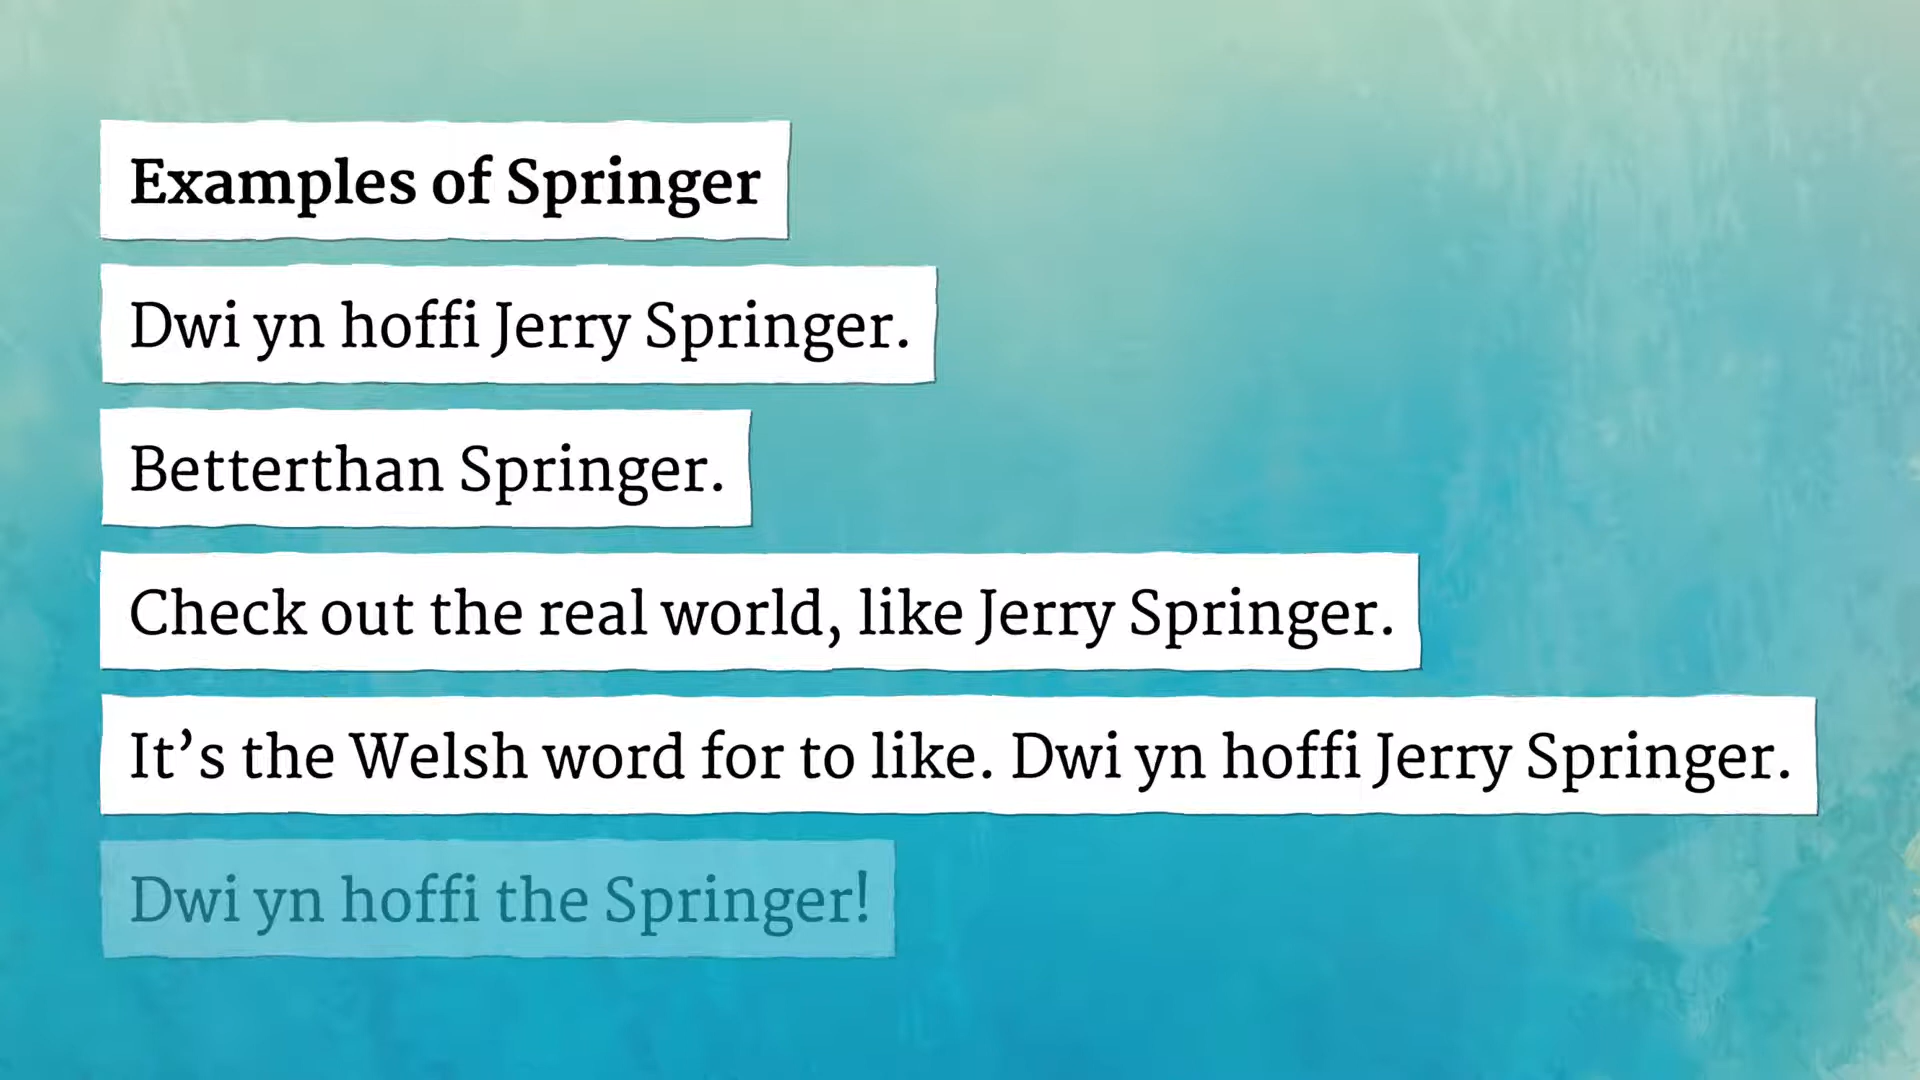 Examples of Springer
Dwi yn hoffi Jerry Springer.
Betterthan Springer.
Check out the real world, like Jerry Springer.
It’s the Welsh word for to like. Dwi yn hoffi Jerry Springer.
Dwi yn hoffi the Springer!